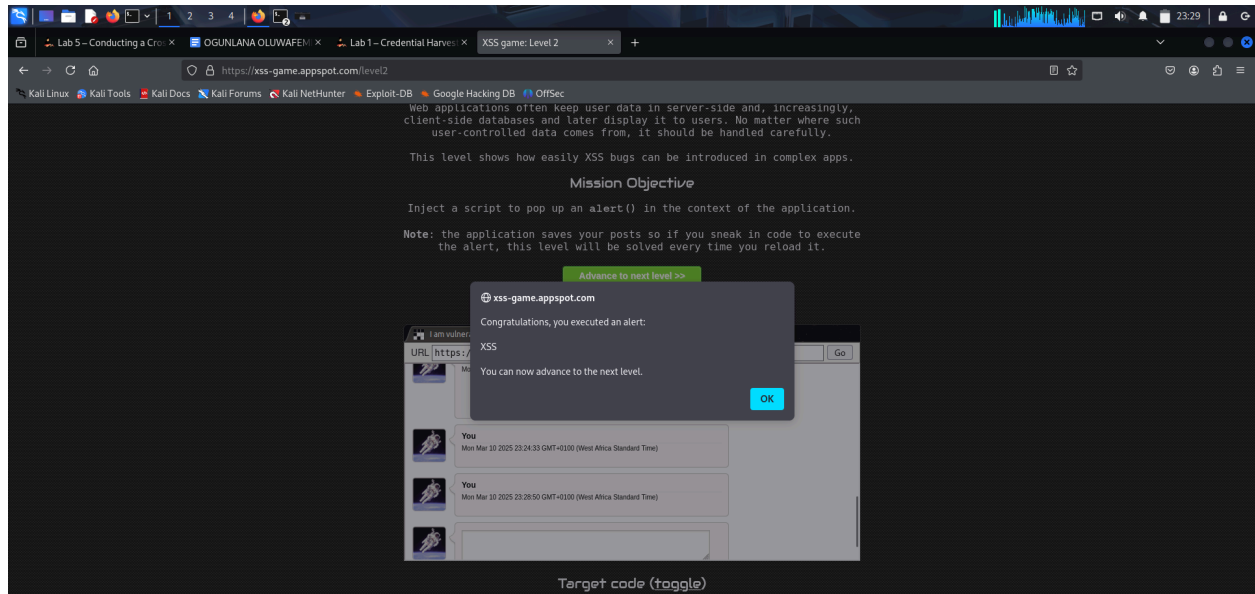 1 2 3 4 2 23:29
Lab 5 – Conducting a Cros
OGUNLANA OLUWAFEMI
Lab 1 – Credential Harvest
XSS game: Level 2
https://xss-game.appspot.com/level2
Kali Linux Kali Tools Kali Docs Kali Forums Kali NetHunter Exploit-DB Google Hacking DB OffSec
Web applications often keep user data in server-side and, increasingly,
client-side databases and later display it to users. No matter where such
user-controlled data comes from, it should be handled carefully.
This level shows how easily XSS bugs can be introduced in complex apps.
Mission Objective
Inject a script to pop up an alert() in the context of the application.
Note: the application saves your posts so if you sneak in code to execute
the alert, this level will be solved every time you reload it.
Advance to next level >>
xss-game.appspot.com
Congratulations, you executed an alert:
XSS
You can now advance to the next level.
OK
I am vulner
URL https:/ Go
Mo
You
Mon Mar 10 2025 23:24:33 GMT+0100 (West Africa Standard Time)
You
Mon Mar 10 2025 23:28:50 GMT+0100 (West Africa Standard Time)
Target code (toggle)